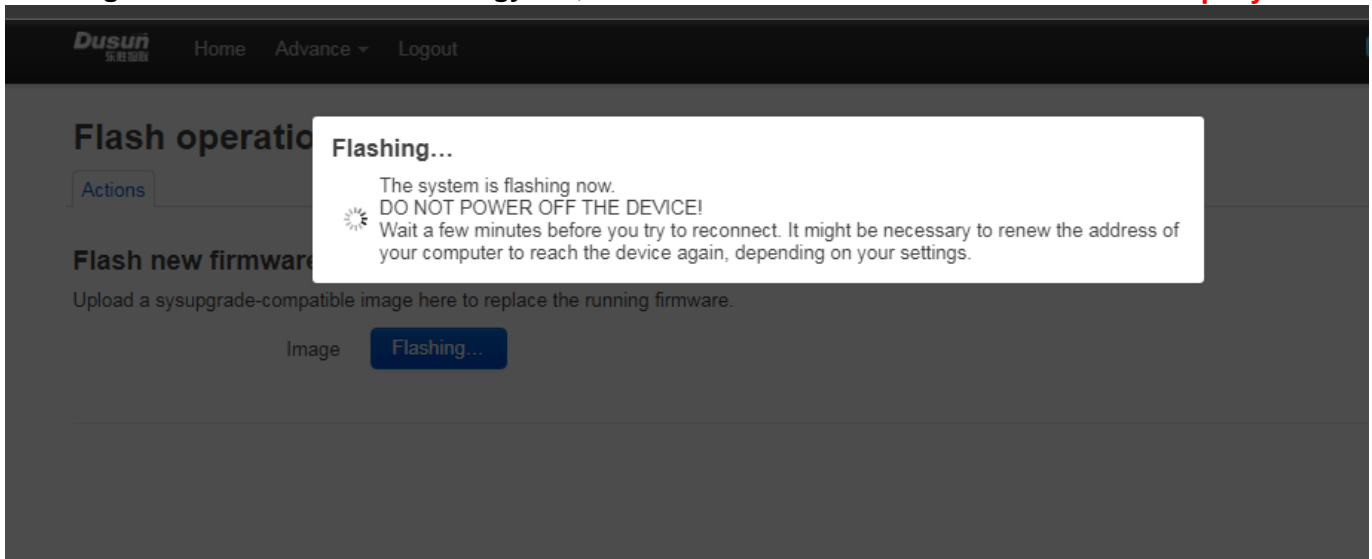 Dusun
乐胜物联
Home Advance Logout
Flash operatio
Flashing...
Actions
The system is flashing now.
DO NOT POWER OFF THE DEVICE!
Wait a few minutes before you try to reconnect. It might be necessary to renew the address of
your computer to reach the device again, depending on your settings.
Flash new firmware
Upload a sysupgrade-compatible image here to replace the running firmware.
Image Flashing...